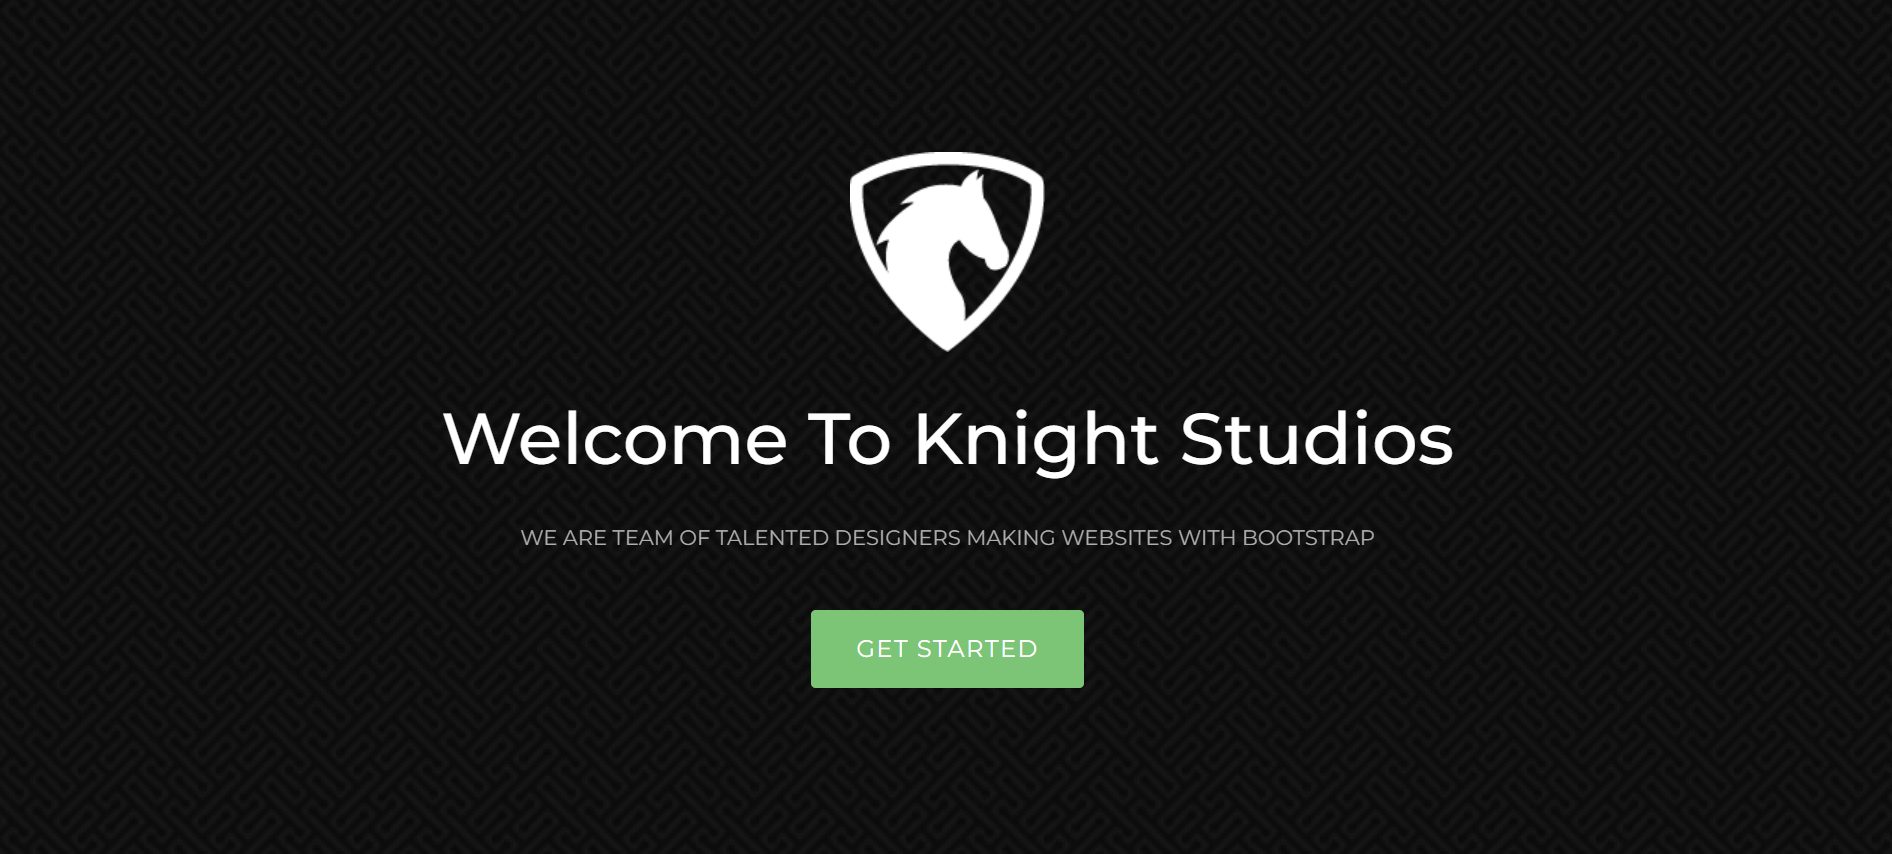 Welcome To Knight Studios
WE ARE TEAM OF TALENTED DESIGNERS MAKING WEBSITES WITH BOOTSTRAP
GET STARTED